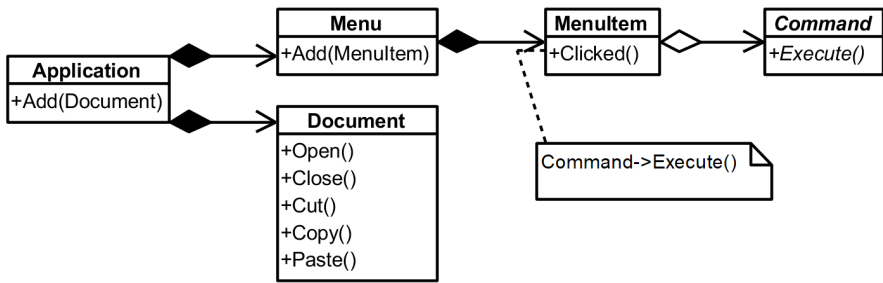 Application
+Add(Document)
Menu
+Add(MenuItem)
MenuItem
+Clicked()
Command
+Execute()
Document
+Open()
+Close()
+Cut()
+Copy()
+Paste()
Command->Execute()